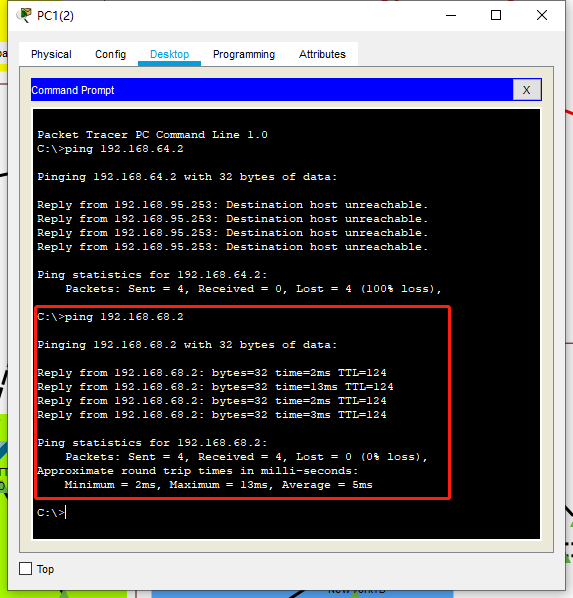 PC1(2)
Physical Config Desktop Programming Attributes
Command Prompt X
Packet Tracer PC Command Line 1.0
C:\>ping 192.168.64.2
Pinging 192.168.64.2 with 32 bytes of data:
Reply from 192.168.95.253: Destination host unreachable.
Reply from 192.168.95.253: Destination host unreachable.
Reply from 192.168.95.253: Destination host unreachable.
Reply from 192.168.95.253: Destination host unreachable.
Ping statistics for 192.168.64.2:
Packets: Sent = 4, Received = 0, Lost = 4 (100% loss),
C:\>ping 192.168.68.2
Pinging 192.168.68.2 with 32 bytes of data:
Reply from 192.168.68.2: bytes=32 time=2ms TTL=124
Reply from 192.168.68.2: bytes=32 time=13ms TTL=124
Reply from 192.168.68.2: bytes=32 time=2ms TTL=124
Reply from 192.168.68.2: bytes=32 time=3ms TTL=124
Ping statistics for 192.168.68.2:
Packets: Sent = 4, Received = 4, Lost = 0 (0% loss),
Approximate round trip times in milli-seconds:
Minimum = 2ms, Maximum = 13ms, Average = 5ms
C:\>
Top